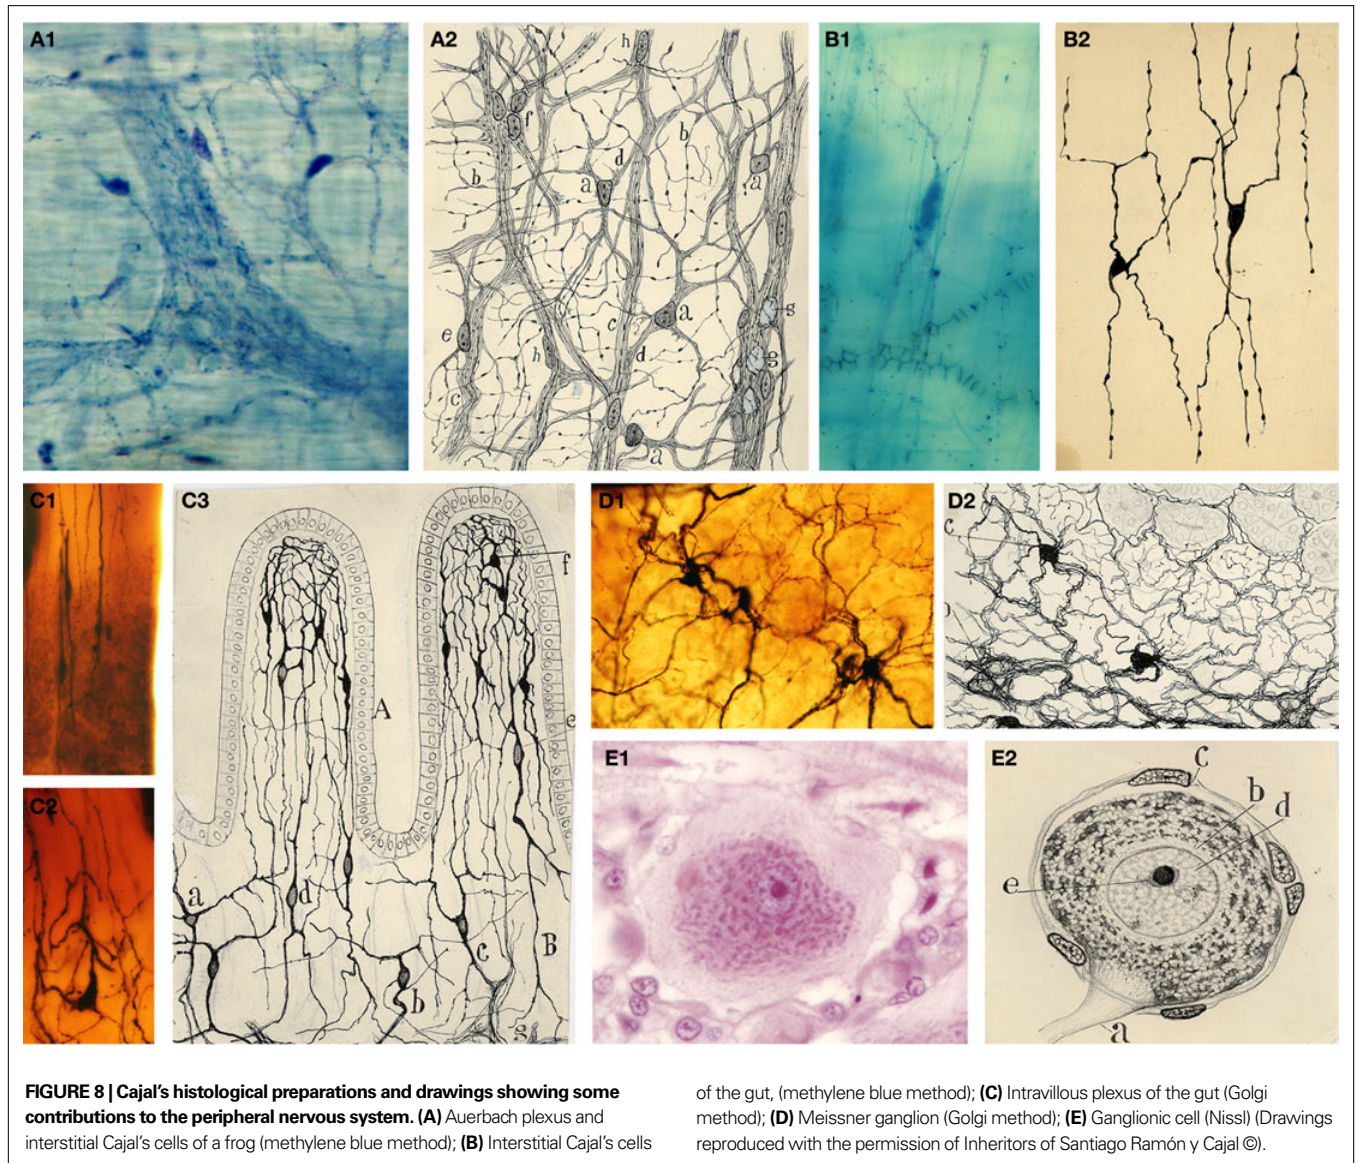 A1
A2
B1
B2
h
f
b
d
b
a
a
g
e
c
a
h
d
g
c
a
C1
C3
D1
D2
f
c
A
e
C2
E1
E2
c
b
d
e
a
d
c
B
b
g
a
FIGURE 8 | Cajal's histological preparations and drawings showing some
contributions to the peripheral nervous system. (A) Auerbach plexus and
interstitial Cajal's cells of a frog (methylene blue method); (B) Interstitial Cajal's cells
of the gut, (methylene blue method); (C) Intravillous plexus of the gut (Golgi
method); (D) Meissner ganglion (Golgi method); (E) Ganglionic cell (Nissl) (Drawings
reproduced with the permission of Inheritors of Santiago Ramón y Cajal ©).